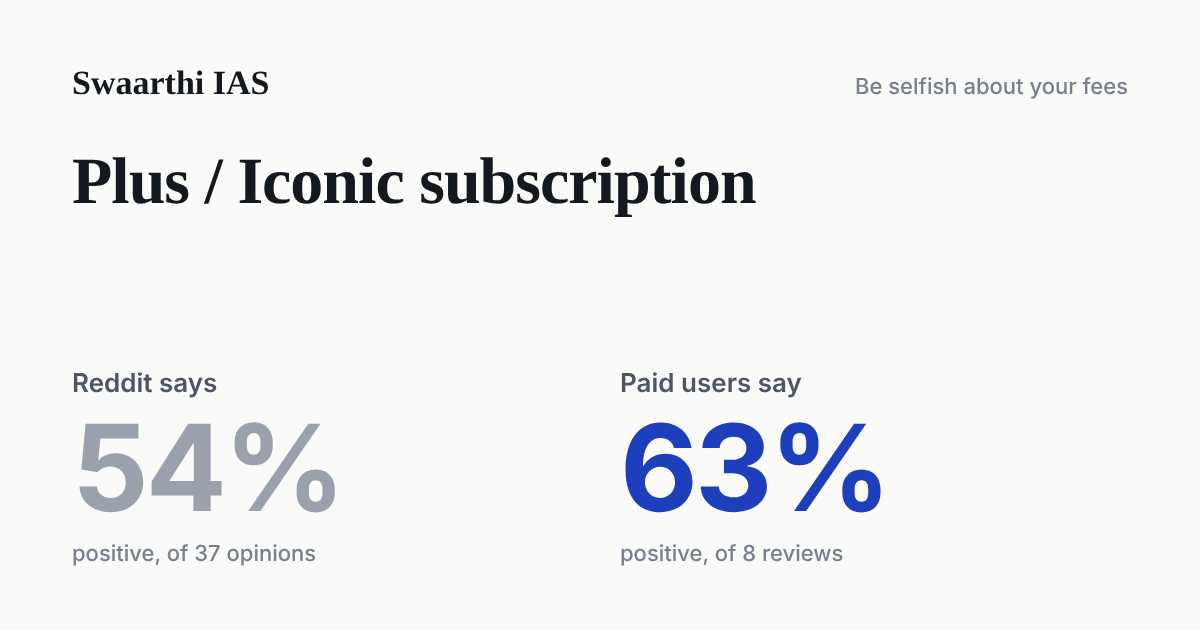 Swaarthi IAS
Be selfish about your fees
Plus / Iconic subscription
Reddit says
54%
positive, of 37 opinions
Paid users say
63%
positive, of 8 reviews